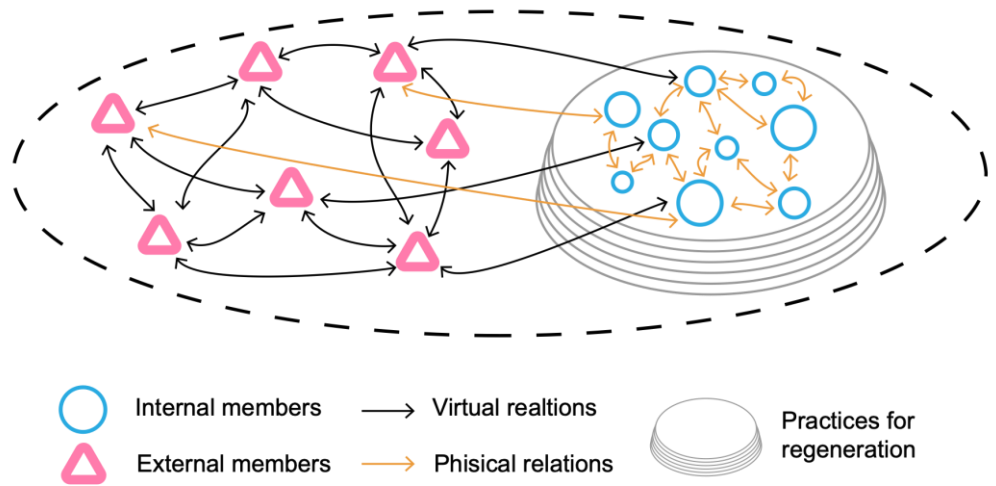 Internal members
Virtual realtions
External members
Phisical relations
Practices for
regeneration